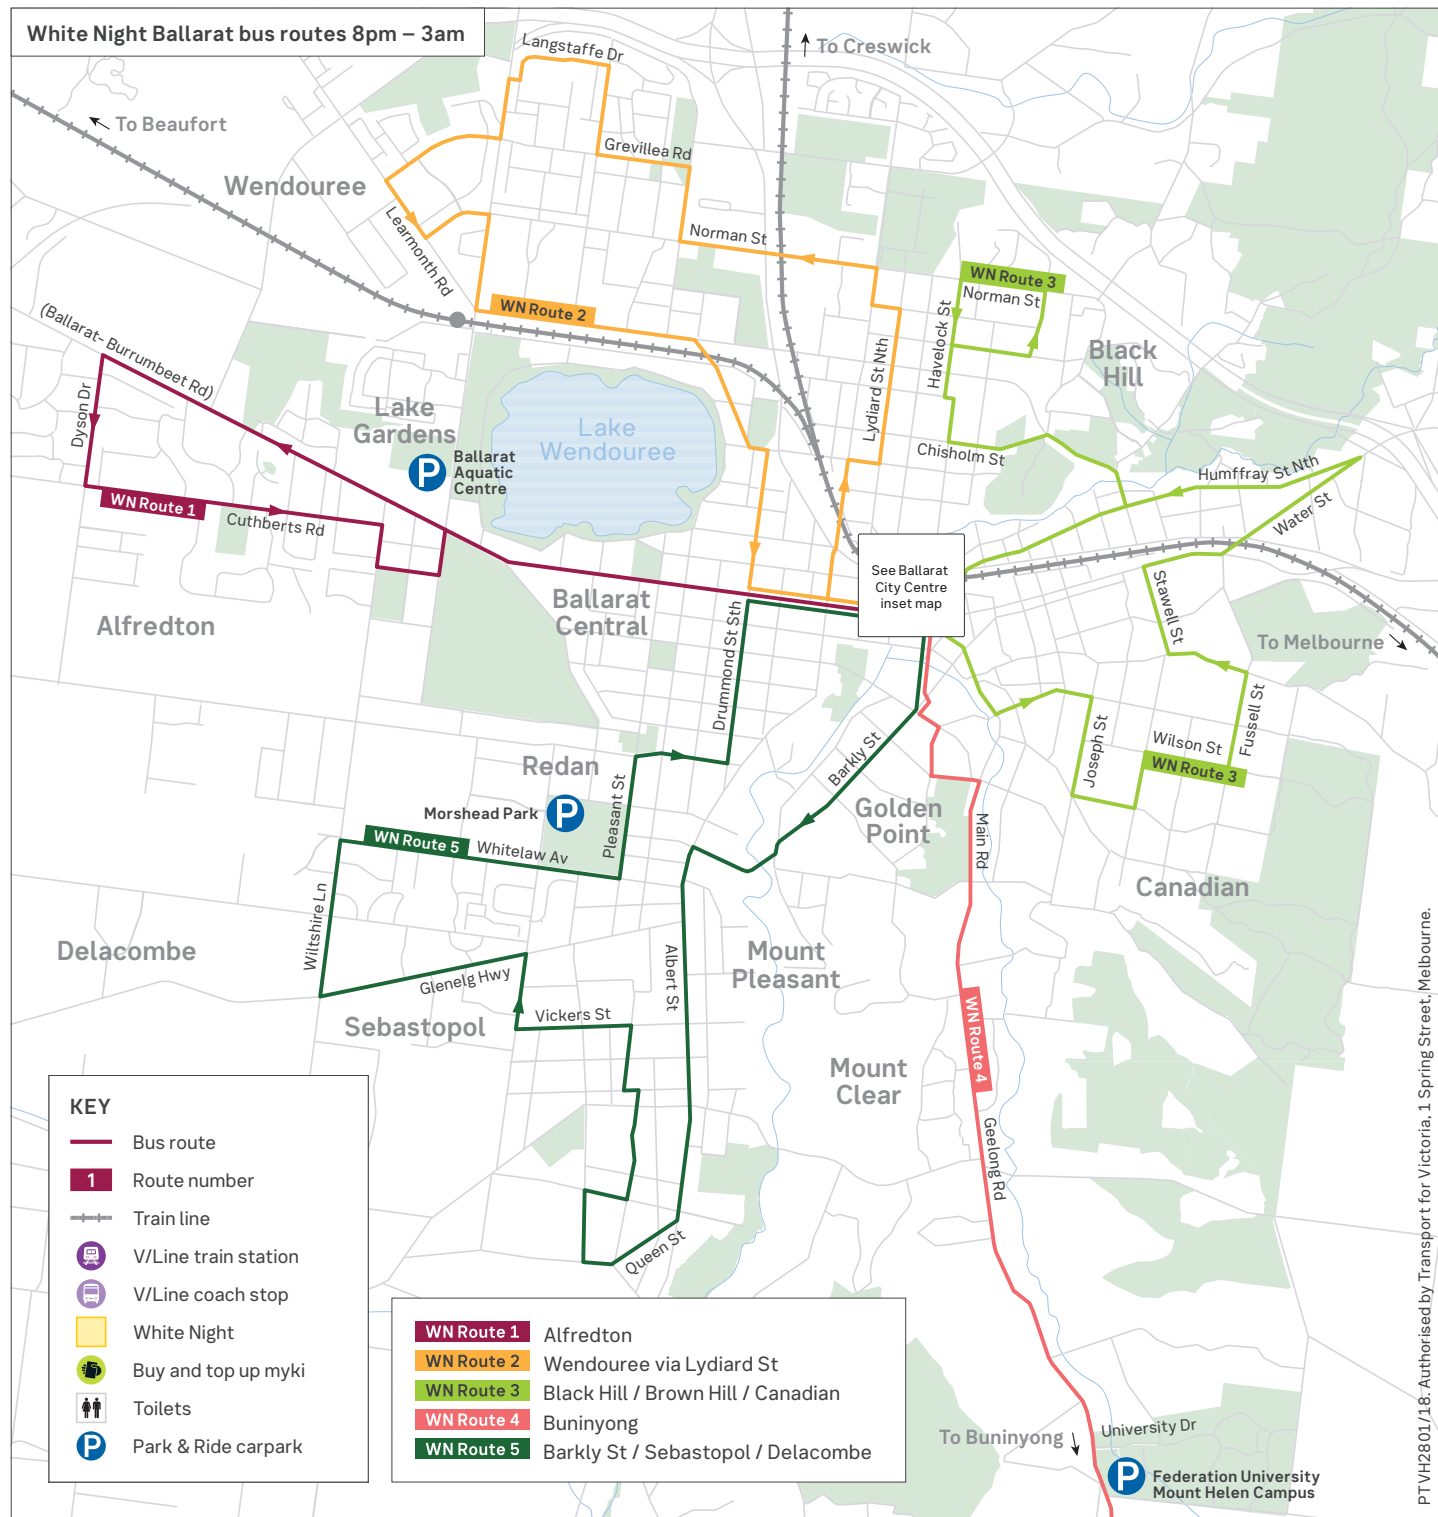 White Night Ballarat bus routes 8pm – 3am
Langstaffe Dr
To Creswick
To Beaufort
Grevillea Rd
Wendouree
Learmonth Rd
Norman St
WN Route 3
Norman St
WN Route 2
Havelock St
(Ballarat- Burrumbeet Rd)
Black
Hill
Lydiard St Nth
Dyson Dr
Lake
Gardens
Lake
Wendouree
Ballarat
Aquatic
Centre
P
Chisholm St
Humffray St Nth
WN Route 1
Cuthberts Rd
Water St
See Ballarat
City Centre
inset map
Stawell St
Ballarat
Central
Alfredton
Drummond St Sth
To Melbourne
Fussell St
Joseph St
Wilson St
WN Route 3
Barkly St
Redan
Pleasant St
Morshead Park
P
Golden
Point
Main Rd
WN Route 5
Whitelaw Av
Canadian
Wiltshire Ln
Delacombe
Albert St
Mount
Pleasant
Glenelg Hwy
Vickers St
Sebastopol
WN Route 4
Mount
Clear
Geelong Rd
Queen St
KEY
Bus route
1
Route number
Train line
V/Line train station
V/Line coach stop
White Night
Buy and top up myki
Toilets
P
Park & Ride carpark
WN Route 1
Alfredton
WN Route 2
Wendouree via Lydiard St
WN Route 3
Black Hill / Brown Hill / Canadian
WN Route 4
Buninyong
WN Route 5
Barkly St / Sebastopol / Delacombe
To Buninyong
University Dr
P
Federation University
Mount Helen Campus
PTVH2801/18. Authorised by Transport for Victoria, 1 Spring Street, Melbourne.